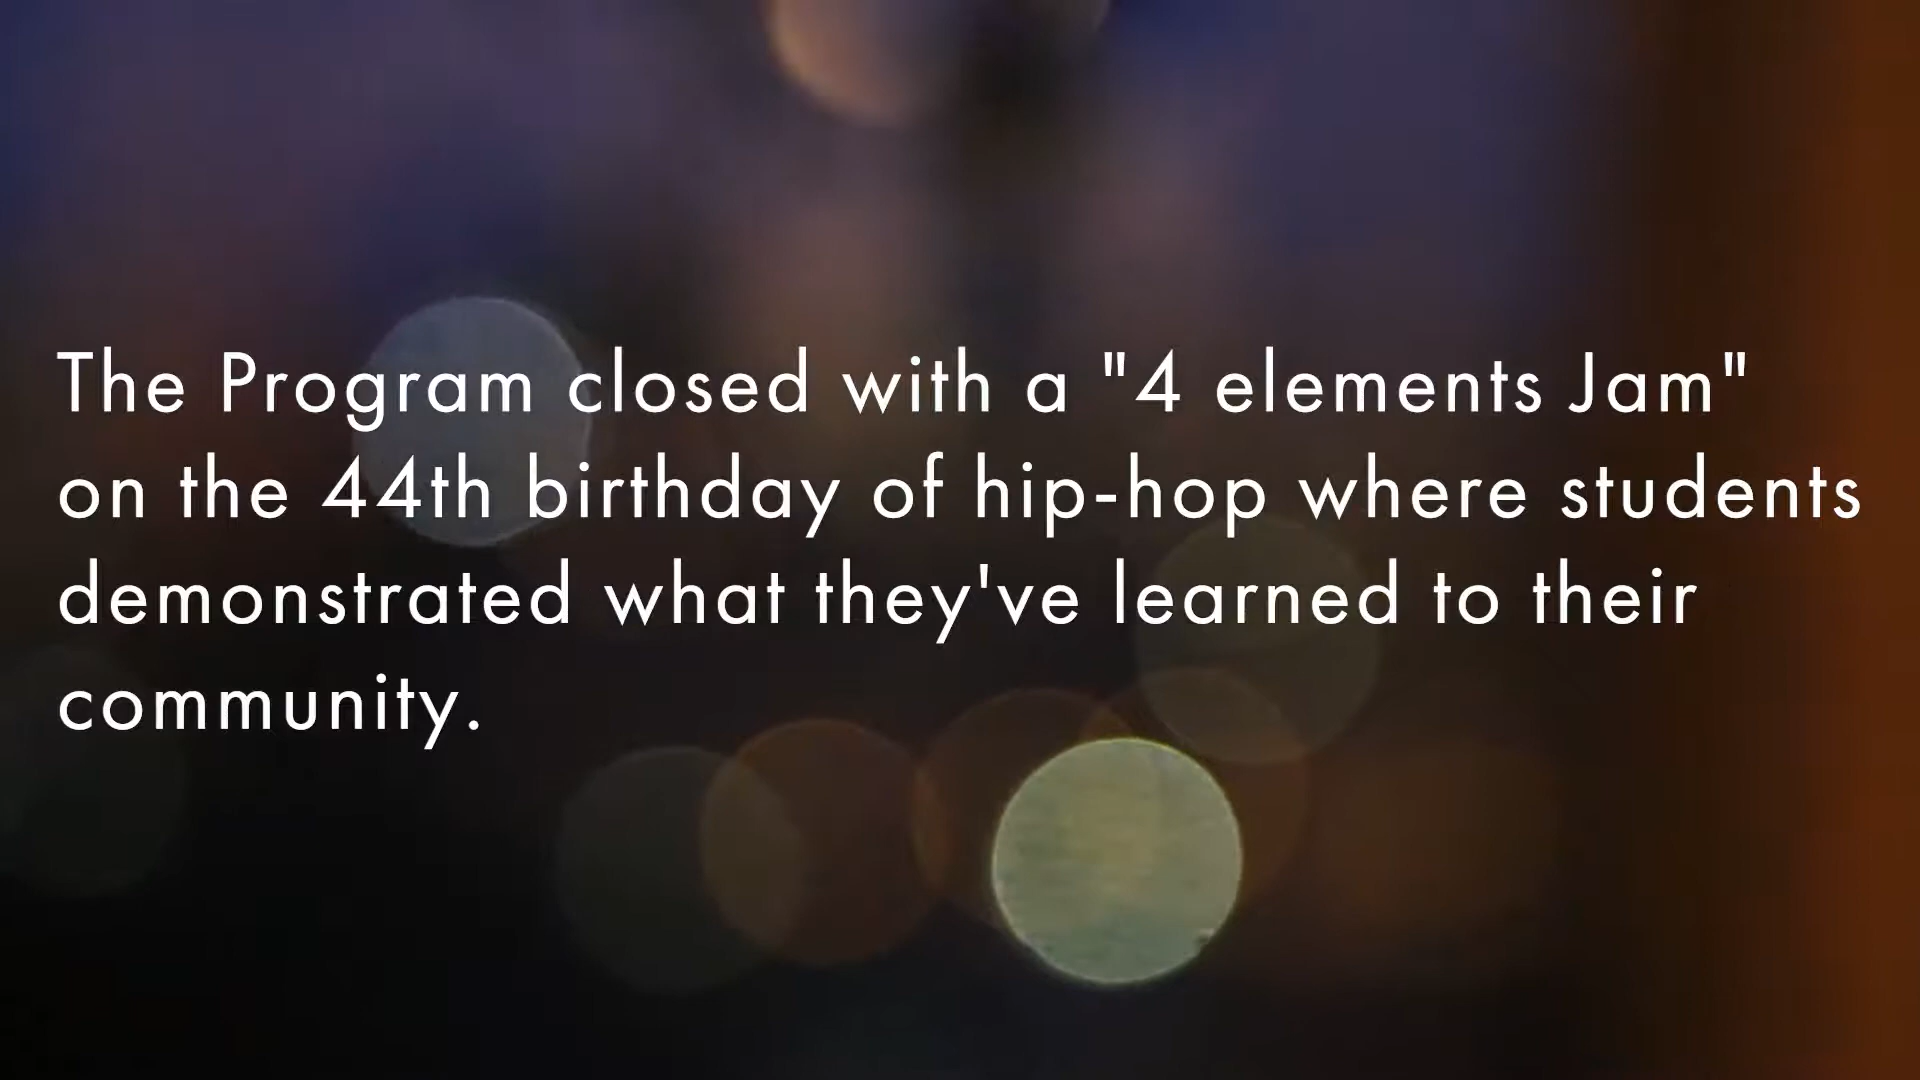 The Program closed with a "4 elements Jam"
on the 44th birthday of hip-hop where students
demonstrated what they've learned to their
community.